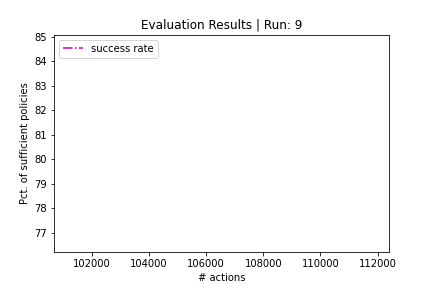 Evaluation Results | Run: 9
85
84
83
82
81
80
79
78
77
success rate
Pct. of sufficient policies
102000 104000 106000 108000 110000 112000
# actions